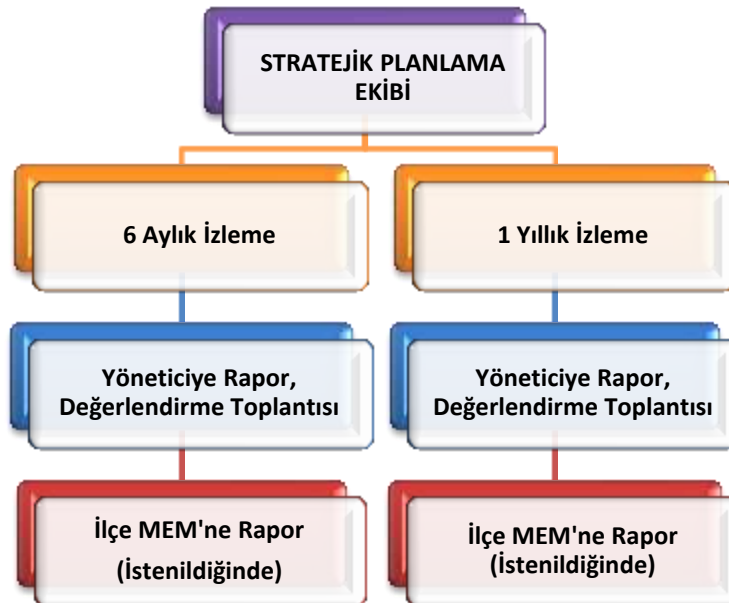 STRATEJİK PLANLAMA
EKİBİ
6 Aylık İzleme
1 Yıllık İzleme
Yöneticiye Rapor,
Değerlendirme Toplantısı
Yöneticiye Rapor,
Değerlendirme Toplantısı
İlçe MEM'ne Rapor
(İstenildiğinde)
İlçe MEM'ne Rapor
(İstenildiğinde)